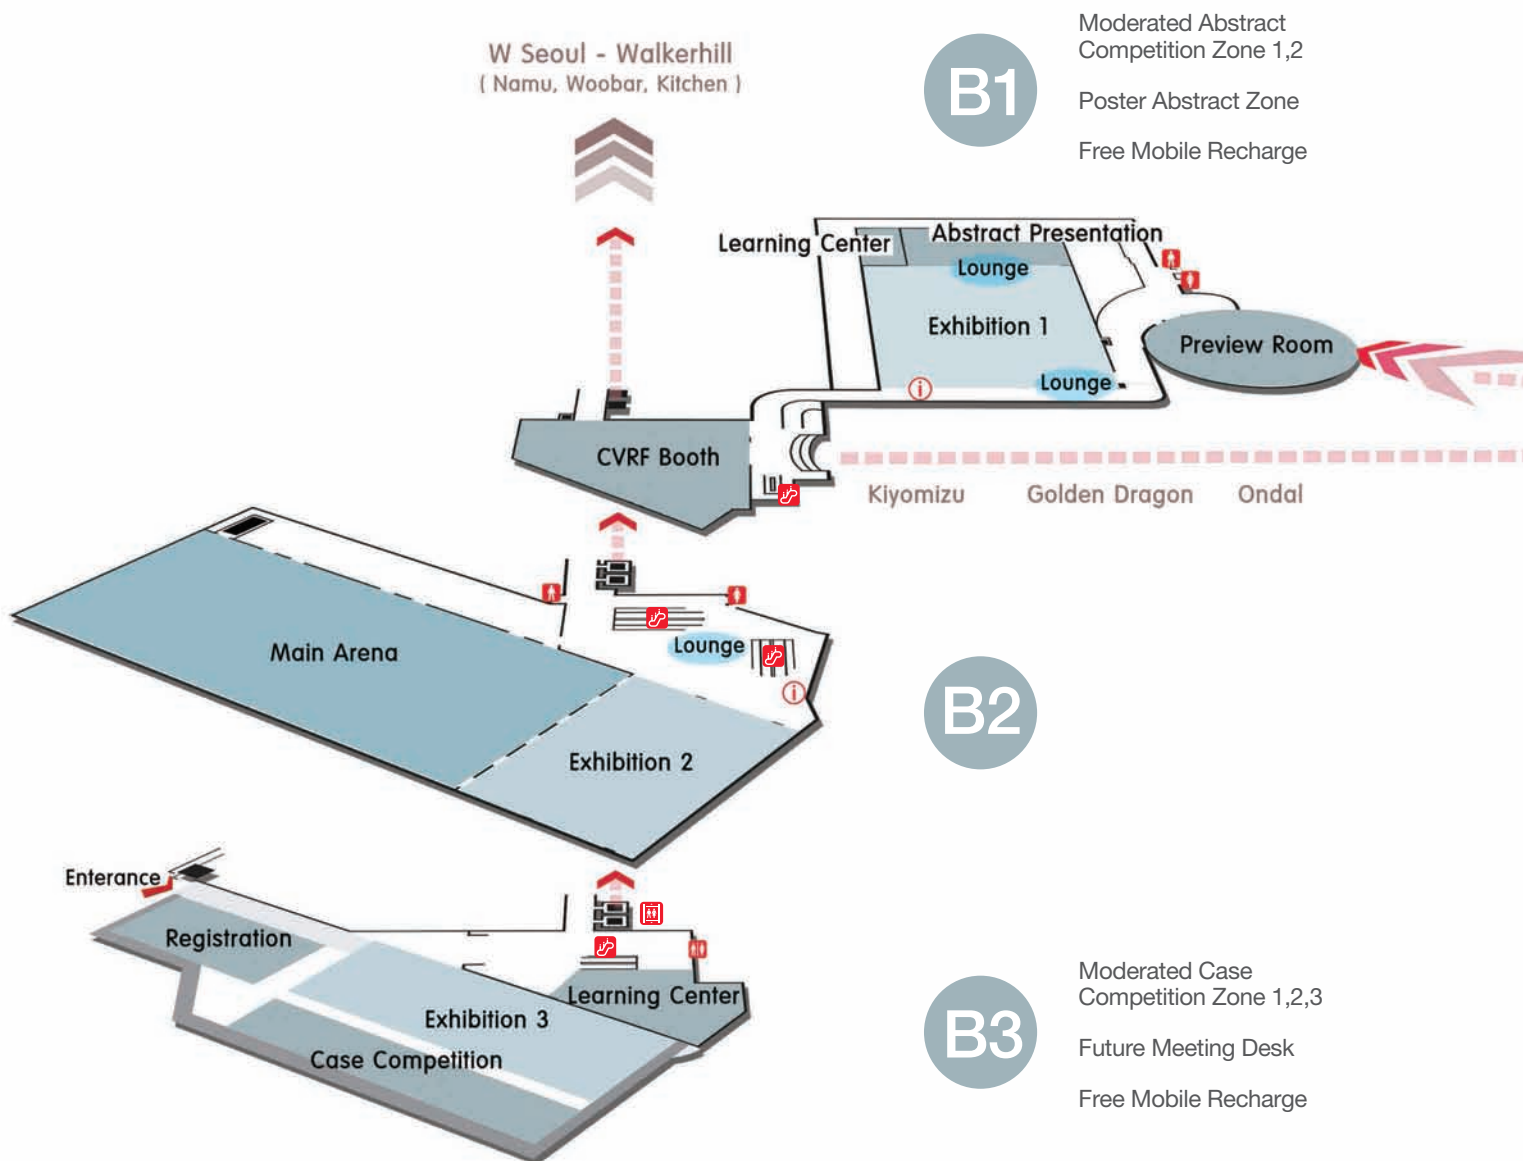 W Seoul - Walkerhill
( Namu, Woobar, Kitchen )
B1
Moderated Abstract
Competition Zone 1,2
Poster Abstract Zone
Free Mobile Recharge
Learning Center
Abstract Presentation
Lounge
Exhibition 1
Preview Room
Lounge
i
CVRF Booth
Kiyomizu
Golden Dragon
Ondal
Main Arena
Lounge
i
B2
Exhibition 2
Enterance
Registration
Learning Center
Exhibition 3
Case Competition
B3
Moderated Case
Competition Zone 1,2,3
Future Meeting Desk
Free Mobile Recharge